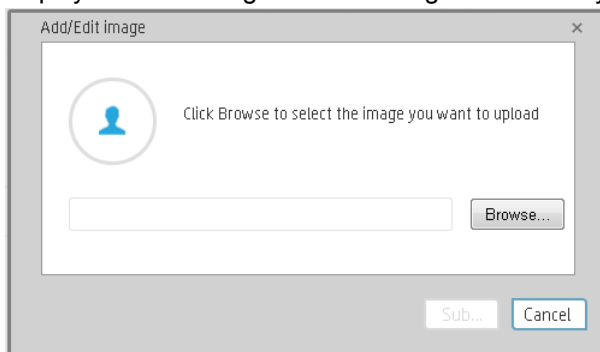 Add/Edit image
Click Browse to select the image you want to upload
Browse...
Sub...
Cancel